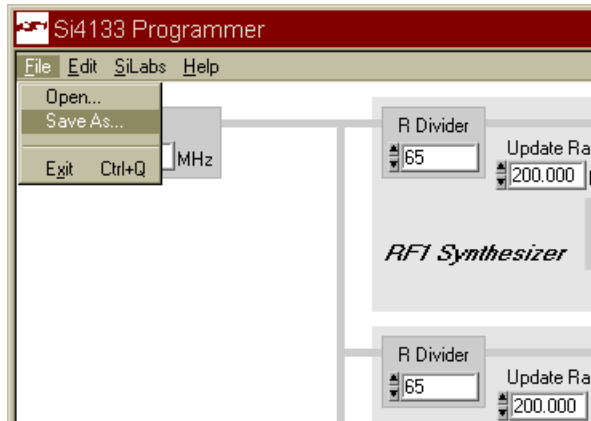 Si4133 Programmer
File Edit SiLabs Help
Open...
Save As...
Exit Ctrl+Q
MHz
R Divider
65
Update Ra
200.000
RF1 Synthesizer
R Divider
65
Update Ra
200.000